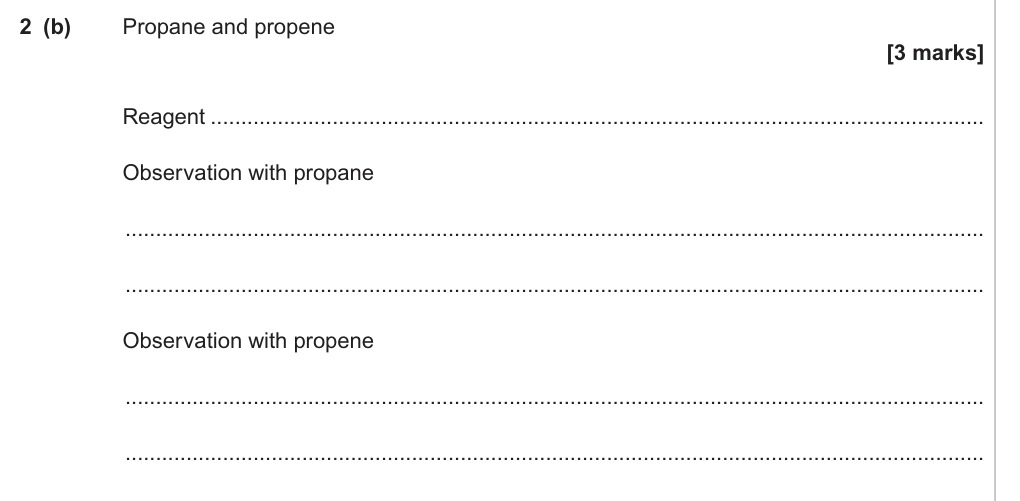 2 (b) Propane and propene
[3 marks]
Reagent ....................................................................................................................................
Observation with propane
..................................................................................................................................................
..................................................................................................................................................
Observation with propene
..................................................................................................................................................
..................................................................................................................................................